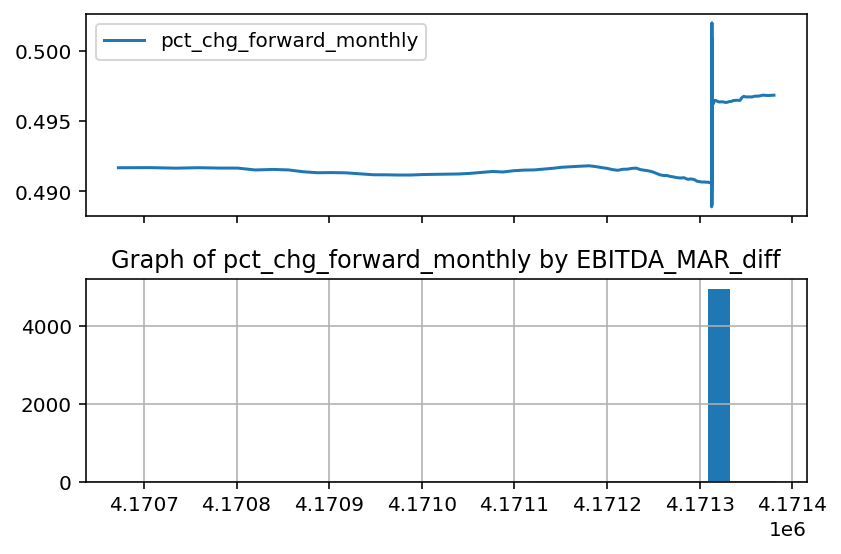 0.500
0.495
0.490
pct_chg_forward_monthly
Graph of pct_chg_forward_monthly by EBITDA_MAR_diff
4000
2000
0
4.1707 4.1708 4.1709 4.1710 4.1711 4.1712 4.1713 4.1714
1e6